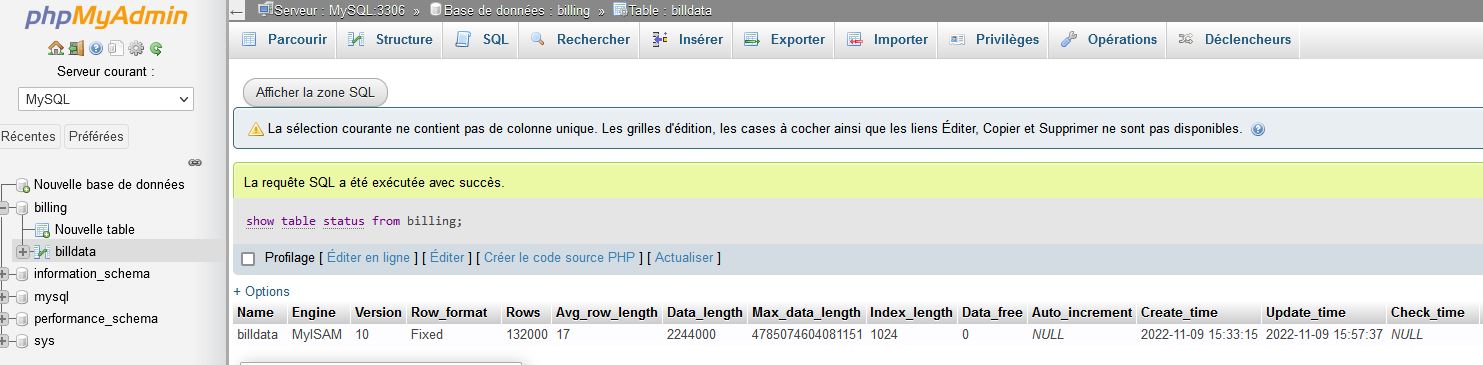 phpMyAdmin
Serveur courant :
MySQL
Récentes Préférées
Nouvelle base de données
billing
Nouvelle table
billdata
information_schema
mysql
performance_schema
sys
Serveur : MySQL:3306 » Base de données : billing » Table : billdata
Parcourir Structure SQL Rechercher Insérer Exporter Importer Privilèges Opérations Déclencheurs
Afficher la zone SQL
La sélection courante ne contient pas de colonne unique. Les grilles d'édition, les cases à cocher ainsi que les liens Éditer, Copier et Supprimer ne sont pas disponibles.
La requête SQL a été exécutée avec succès.
show table status from billing;
Profilage [ Éditer en ligne ] [ Éditer ] [ Créer le code source PHP ] [ Actualiser ]
+ Options
Name Engine Version Row_format Rows Avg_row_length Data_length Max_data_length Index_length Data_free Auto_increment Create_time Update_time Check_time
billdata MyISAM 10 Fixed 132000 17 2244000 4785074604081151 1024 0 NULL 2022-11-09 15:33:15 2022-11-09 15:57:37 NULL